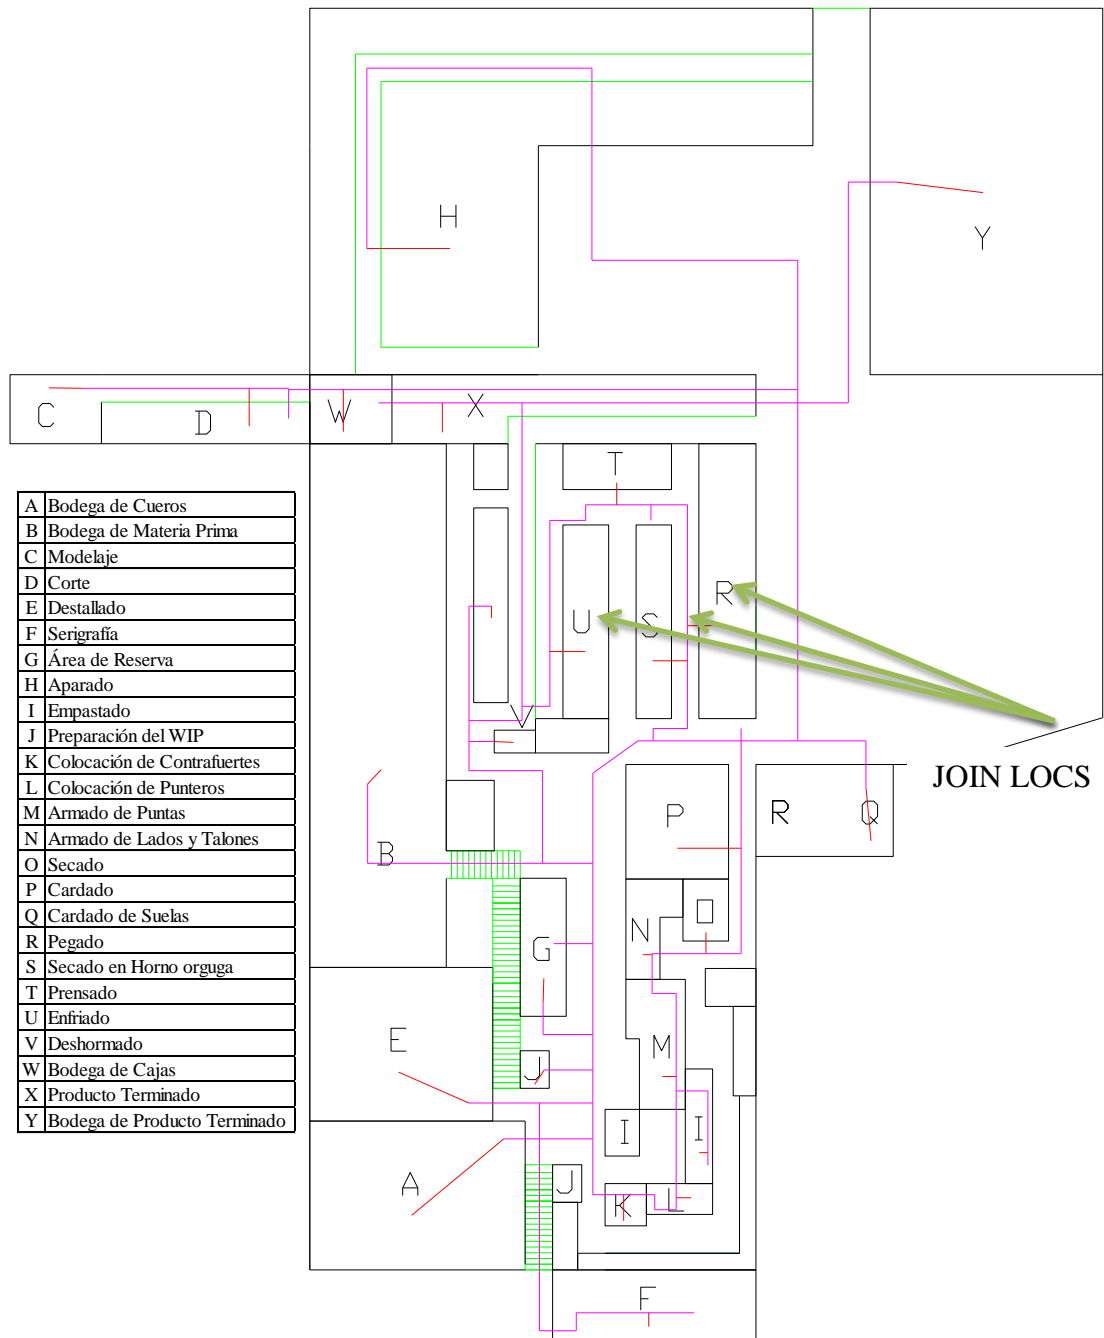 H
Y
C
D
W
X
T
A Bodega de Cueros
B Bodega de Materia Prima
C Modelaje
D Corte
E Destallado
F Serigrafía
G Área de Reserva
H Aparado
I Empastado
J Preparación del WIP
K Colocación de Contrafuertes
L Colocación de Punteros
M Armado de Puntas
N Armado de Lados y Talones
O Secado
P Cardado
Q Cardado de Suelas
R Pegado
S Secado en Horno orguga
T Prensado
U Enfriado
V Deshormado
W Bodega de Cajas
X Producto Terminado
Y Bodega de Producto Terminado
R
U
S
V
JOIN LOCS
P
R
Q
B
O
N
G
E
M
J
I
I
A
J
K
L
F